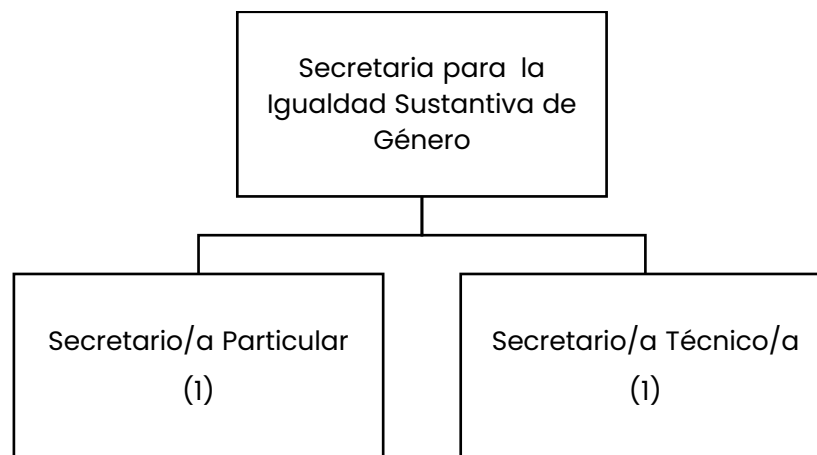 Secretaria para la
Igualdad Sustantiva de
Género
Secretario/a Particular
(1)
Secretario/a Técnico/a
(1)